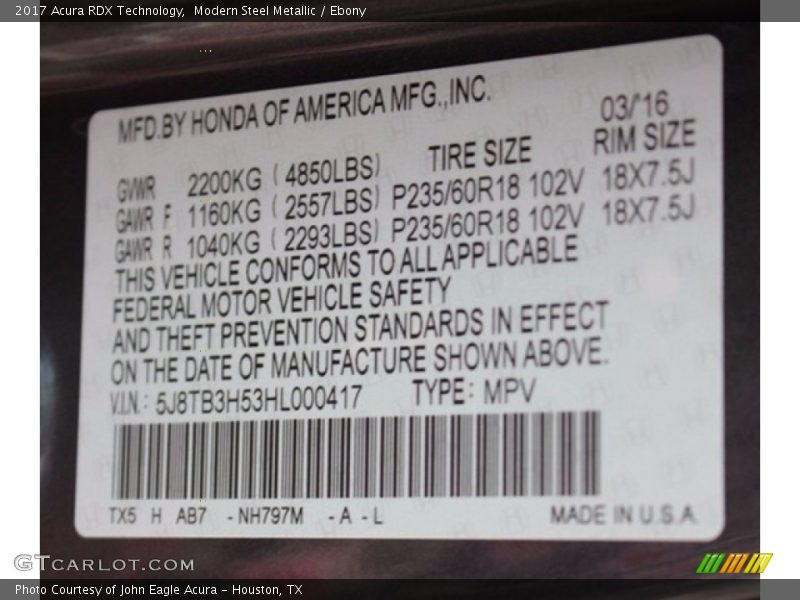 2017 Acura RDX Technology, Modern Steel Metallic / Ebony
MFD.BY HONDA OF AMERICA MFG.,INC.
03/'16
TIRE SIZE RIM SIZE
GVWR 2200KG ( 4850LBS)
GAWR F 1160KG ( 2557LBS) P235/60R18 102V 18X7.5J
GAWR R 1040KG ( 2293LBS) P235/60R18 102V 18X7.5J
THIS VEHICLE CONFORMS TO ALL APPLICABLE
FEDERAL MOTOR VEHICLE SAFETY
AND THEFT PREVENTION STANDARDS IN EFFECT
ON THE DATE OF MANUFACTURE SHOWN ABOVE.
V.I.N.: 5J8TB3H53HL000417 TYPE: MPV
TX5 H AB7 - NH797M - A - L MADE IN U.S.A.
GTCARLOT.COM
Photo Courtesy of John Eagle Acura - Houston, TX